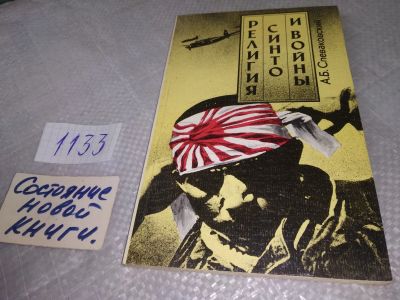 РЕЛИГИЯ
СИНТО
И ВОЙНЫ
А.Б. Спеваковский
1133
Состояние
новой
книги.